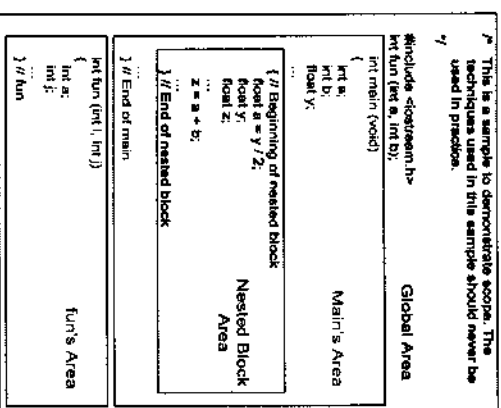 /* This is a sample to demonstrate scope. The
techniques used in this sample should never be
used in practice.
*/
#include <iostream.h>
int fun (int a, int b);
Global Area
int main (void)
{
int a;
int b;
float y;
Main's Area
...
{ // Beginning of nested block
float a = y / 2;
float y;
float z;
Nested Block
Area
...
z = a + b;
...
} // End of nested block
...
} // End of main
int fun (int i, int j)
{
int a;
int j;
fun's Area
...
} // fun